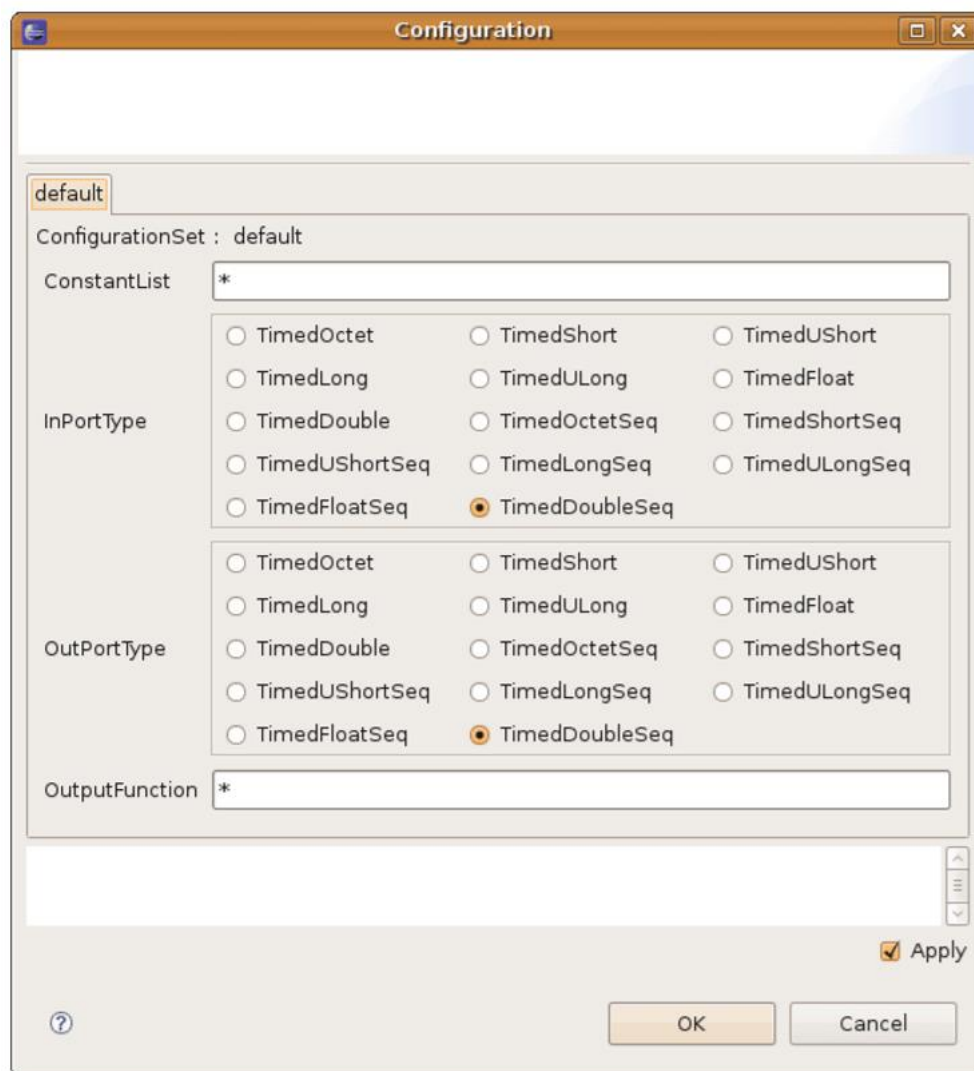 Configuration
default
ConfigurationSet : default
ConstantList *
TimedOctet TimedShort TimedUShort
TimedLong TimedULong TimedFloat
InPortType TimedDouble TimedOctetSeq TimedShortSeq
TimedUShortSeq TimedLongSeq TimedULongSeq
TimedFloatSeq TimedDoubleSeq
TimedOctet TimedShort TimedUShort
TimedLong TimedULong TimedFloat
OutPortType TimedDouble TimedOctetSeq TimedShortSeq
TimedUShortSeq TimedLongSeq TimedULongSeq
TimedFloatSeq TimedDoubleSeq
OutputFunction *
Apply
? OK Cancel